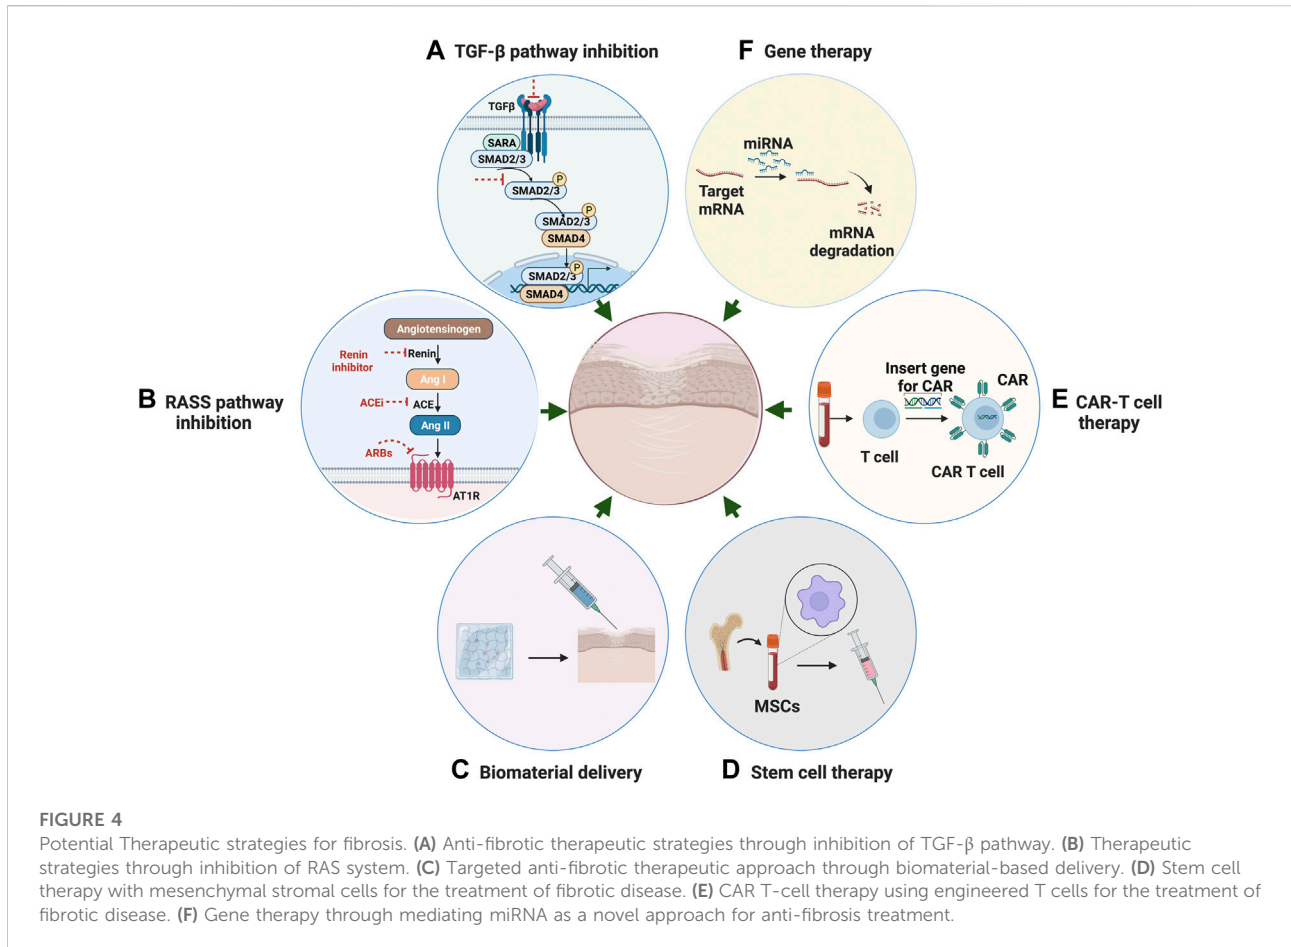 A TGF-β pathway inhibition
TGFβ
SARA
SMAD2/3
P
SMAD2/3
P
SMAD2/3
SMAD4
P
SMAD2/3
SMAD4
F Gene therapy
miRNA
Target
mRNA
mRNA
degradation
B RASS pathway
inhibition
Angiotensinogen
Renin
inhibitor
Renin
Ang I
ACEi
ACE
Ang II
ARBs
AT1R
E CAR-T cell
therapy
Insert gene
for CAR
CAR
T cell
CAR T cell
C Biomaterial delivery
MSCs
D Stem cell therapy
FIGURE 4
Potential Therapeutic strategies for fibrosis. (A) Anti-fibrotic therapeutic strategies through inhibition of TGF-β pathway. (B) Therapeutic
strategies through inhibition of RAS system. (C) Targeted anti-fibrotic therapeutic approach through biomaterial-based delivery. (D) Stem cell
therapy with mesenchymal stromal cells for the treatment of fibrotic disease. (E) CAR T-cell therapy using engineered T cells for the treatment of
fibrotic disease. (F) Gene therapy through mediating miRNA as a novel approach for anti-fibrosis treatment.